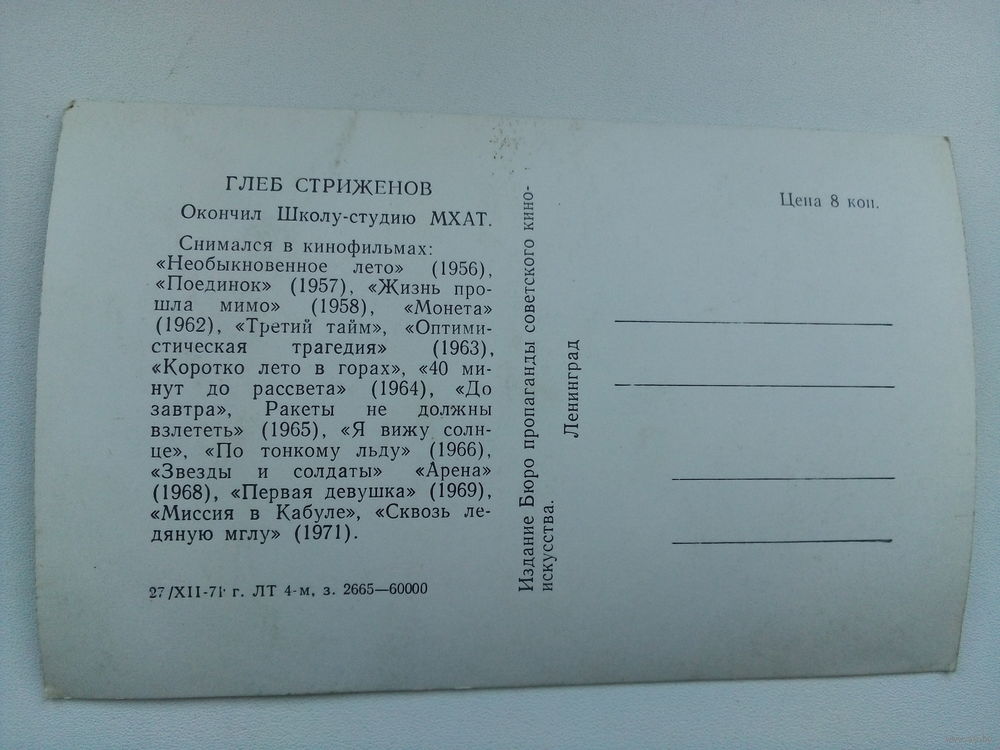 ГЛЕБ СТРИЖЕНОВ
Окончил Школу-студию МХАТ.
Снимался в кинофильмах:
«Необыкновенное лето» (1956),
«Поединок» (1957), «Жизнь про-
шла мимо» (1958), «Монета»
(1962), «Третий тайм», «Оптими-
стическая трагедия» (1963),
«Коротко лето в горах», «40 ми-
нут до рассвета» (1964), «До
завтра», Ракеты не должны
взлететь» (1965), «Я вижу солн-
це», «По тонкому льду» (1966),
«Звезды и солдаты» «Арена»
(1968), «Первая девушка» (1969),
«Миссия в Кабуле», «Сквозь ле-
дяную мглу» (1971).
27/XII-71 г. ЛТ 4-м, з. 2665—60000
Издание Бюро пропаганды советского кино-
искусства.
Ленинград
Цена 8 коп.